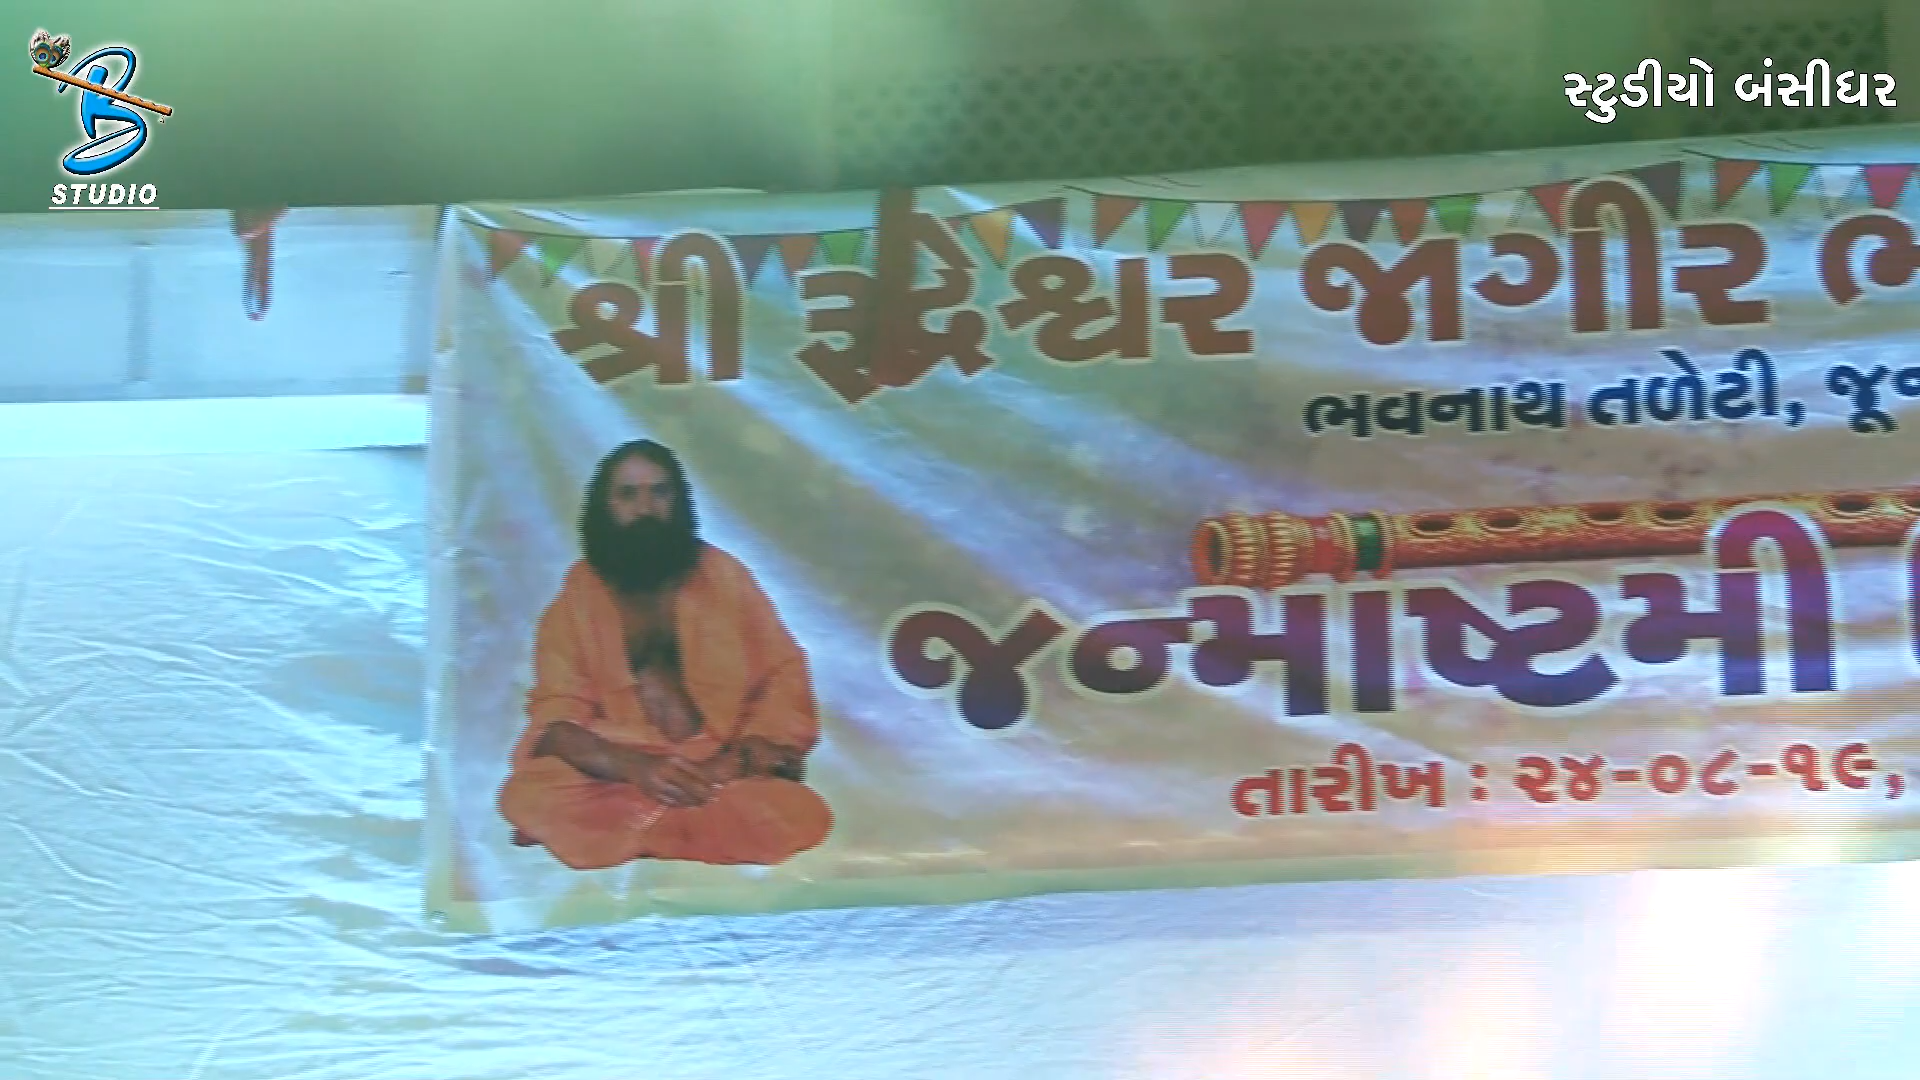 STUDIO
સ્ટુડીયો બંસીધર
શ્રી રૂદ્રેશ્વર જાગીર
ભવનાથ તળેટી,
જન્માષ્ટમી
તારીખ : ૨૪-૦૮-૧૯,